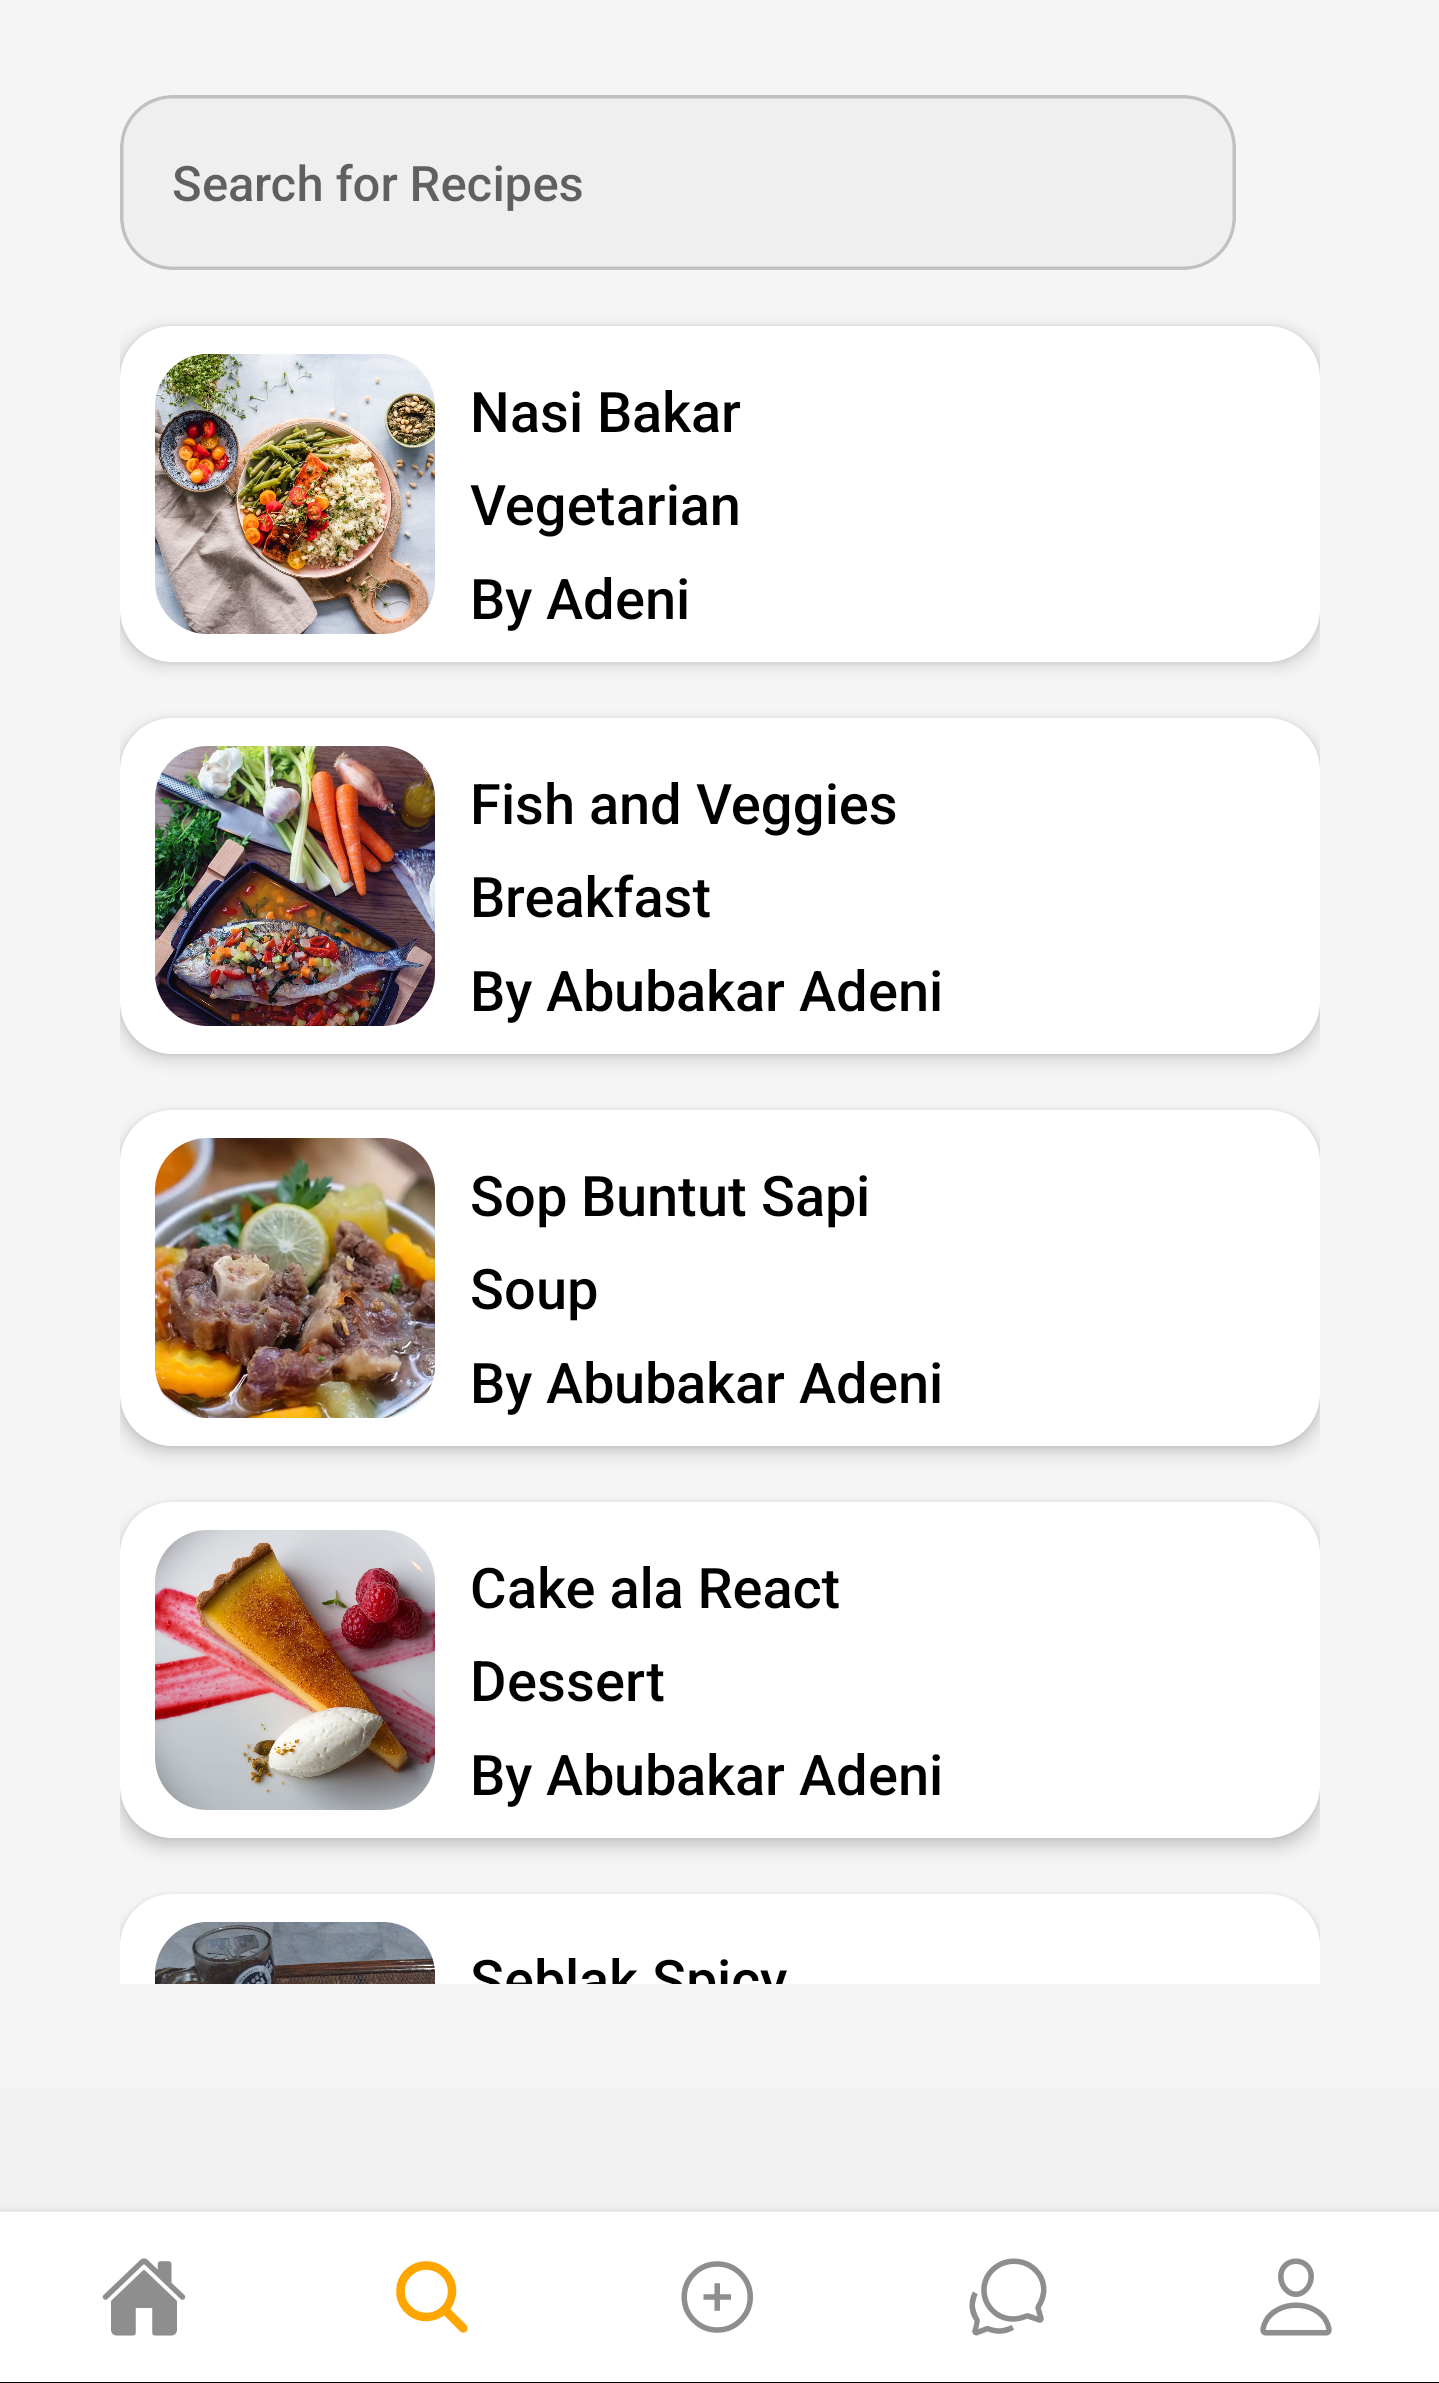 Search for Recipes
Nasi Bakar
Vegetarian
By Adeni
Fish and Veggies
Breakfast
By Abubakar Adeni
Sop Buntut Sapi
Soup
By Abubakar Adeni
Cake ala React
Dessert
By Abubakar Adeni
Seblak Spicy